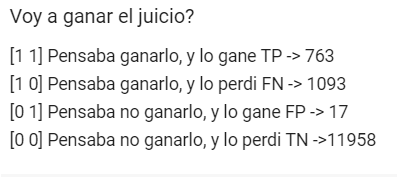 Voy a ganar el juicio?
[1 1] Pensaba ganarlo, y lo gane TP -> 763
[1 0] Pensaba ganarlo, y lo perdi FN -> 1093
[0 1] Pensaba no ganarlo, y lo gane FP -> 17
[0 0] Pensaba no ganarlo, y lo perdi TN ->11958